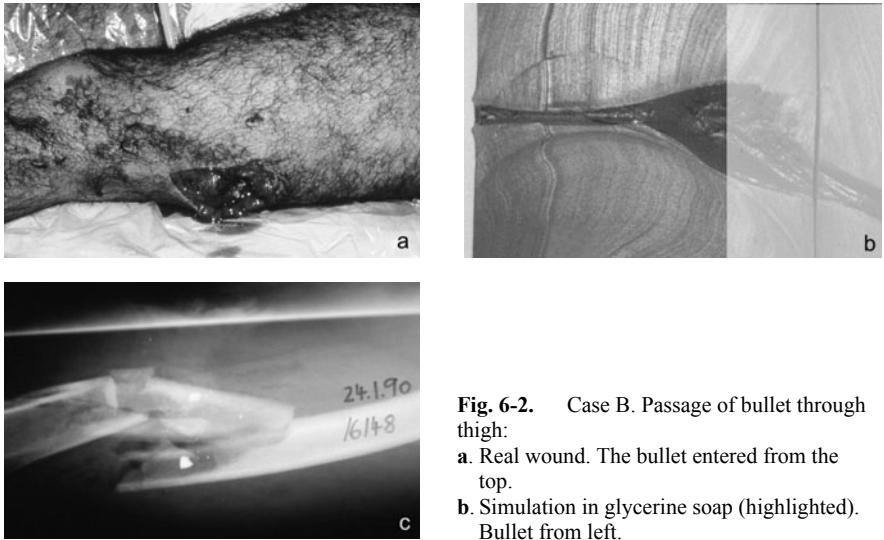 a
b
24.1.90
16148
c
Fig. 6-2. Case B. Passage of bullet through
thigh:
a. Real wound. The bullet entered from the
top.
b. Simulation in glycerine soap (highlighted).
Bullet from left.